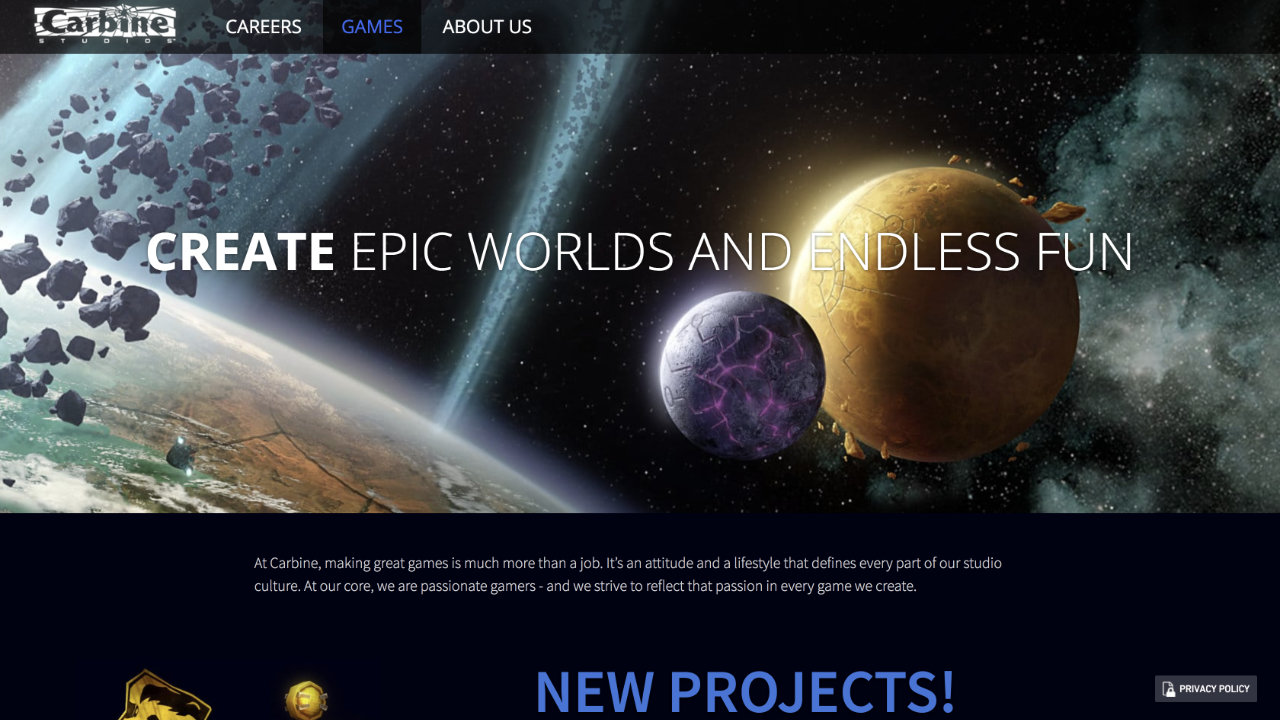 Carbine
STUDIOS
CAREERS
GAMES
ABOUT US
CREATE EPIC WORLDS AND ENDLESS FUN
At Carbine, making great games is much more than a job. It’s an attitude and a lifestyle that defines every part of our studio
culture. At our core, we are passionate gamers - and we strive to reflect that passion in every game we create.
NEW PROJECTS!
PRIVACY POLICY